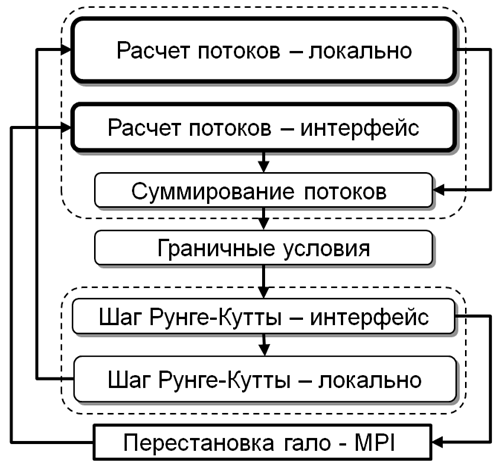 Расчет потоков – локально
Расчет потоков – интерфейс
Суммирование потоков
Граничные условия
Шаг Рунге-Кутты – интерфейс
Шаг Рунге-Кутты – локально
Перестановка гало - MPI